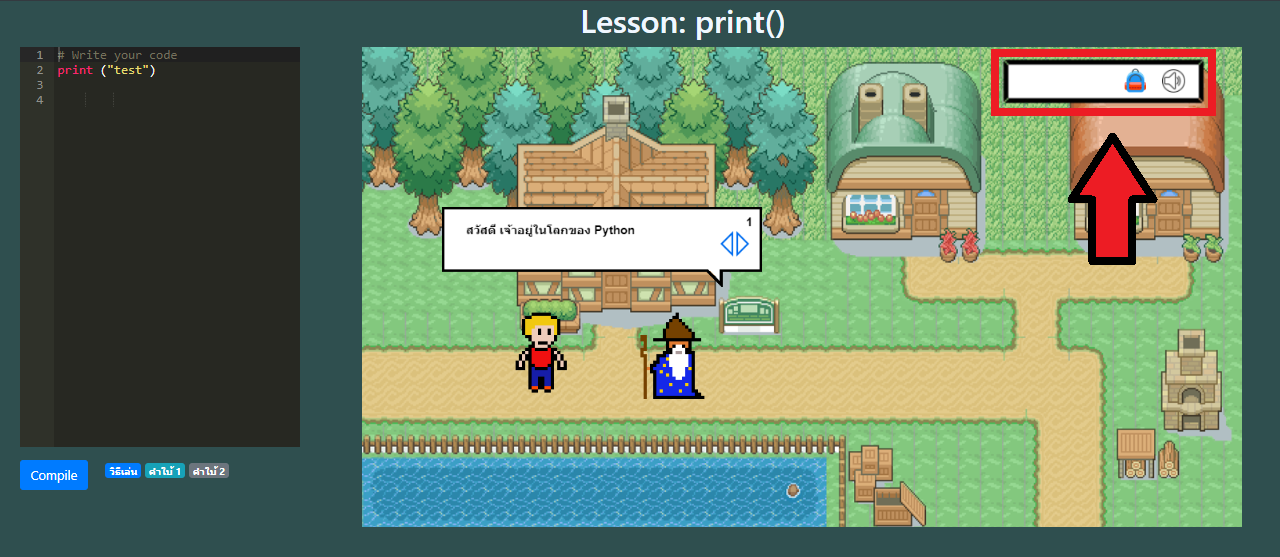 Lesson: print()
1 # Write your code
2 print ("test")
3
4
1
สวัสดี เจ้าอยู่ในโลกของ Python
Compile
วิธีเล่น คำใบ้ 1 คำใบ้ 2